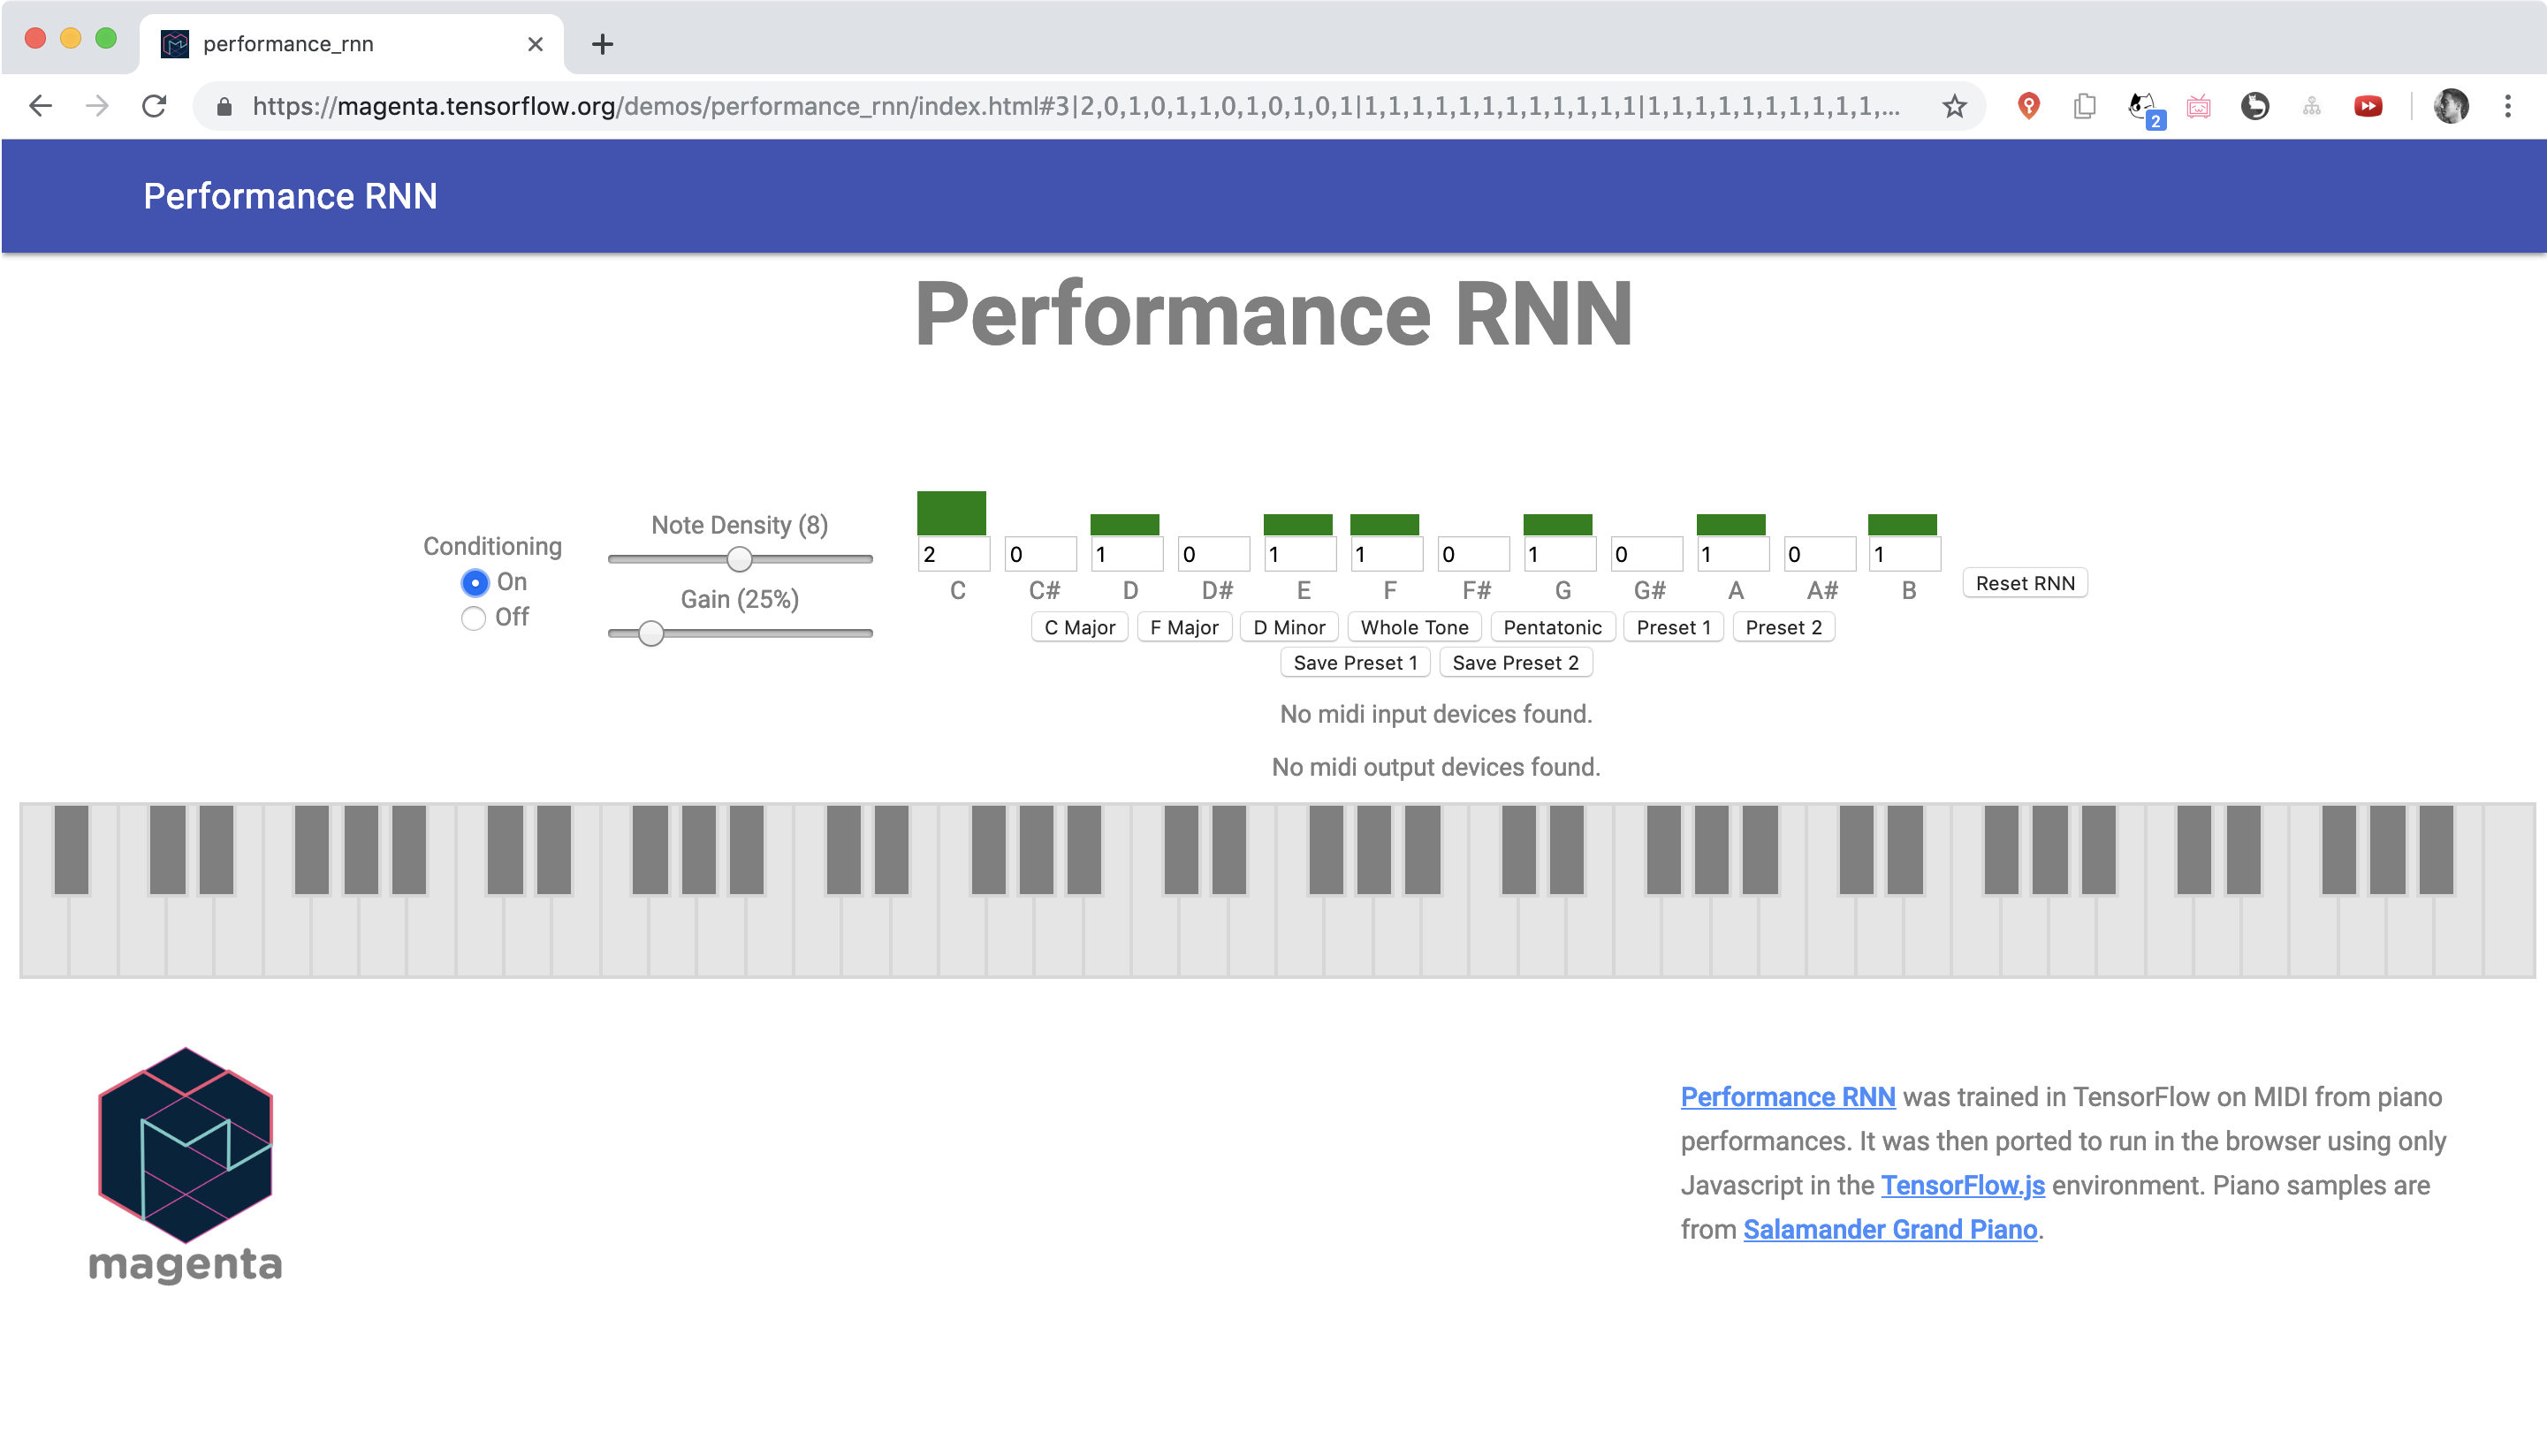 performance_rnn
https://magenta.tensorflow.org/demos/performance_rnn/index.html#3|2,0,1,0,1,1,0,1,0,1,0,1|1,1,1,1,1,1,1,1,1,1,1,1|1,1,1,1,1,1,1,1,1,1,...
2
Performance RNN
Performance RNN
Conditioning
On
Off
Note Density (8)
Gain (25%)
2 0 1 0 1 1 0 1 0 1 0 1
C C# D D# E F F# G G# A A# B
Reset RNN
C Major F Major D Minor Whole Tone Pentatonic Preset 1 Preset 2
Save Preset 1 Save Preset 2
No midi input devices found.
No midi output devices found.
magenta
Performance RNN was trained in TensorFlow on MIDI from piano
performances. It was then ported to run in the browser using only
Javascript in the TensorFlow.js environment. Piano samples are
from Salamander Grand Piano.